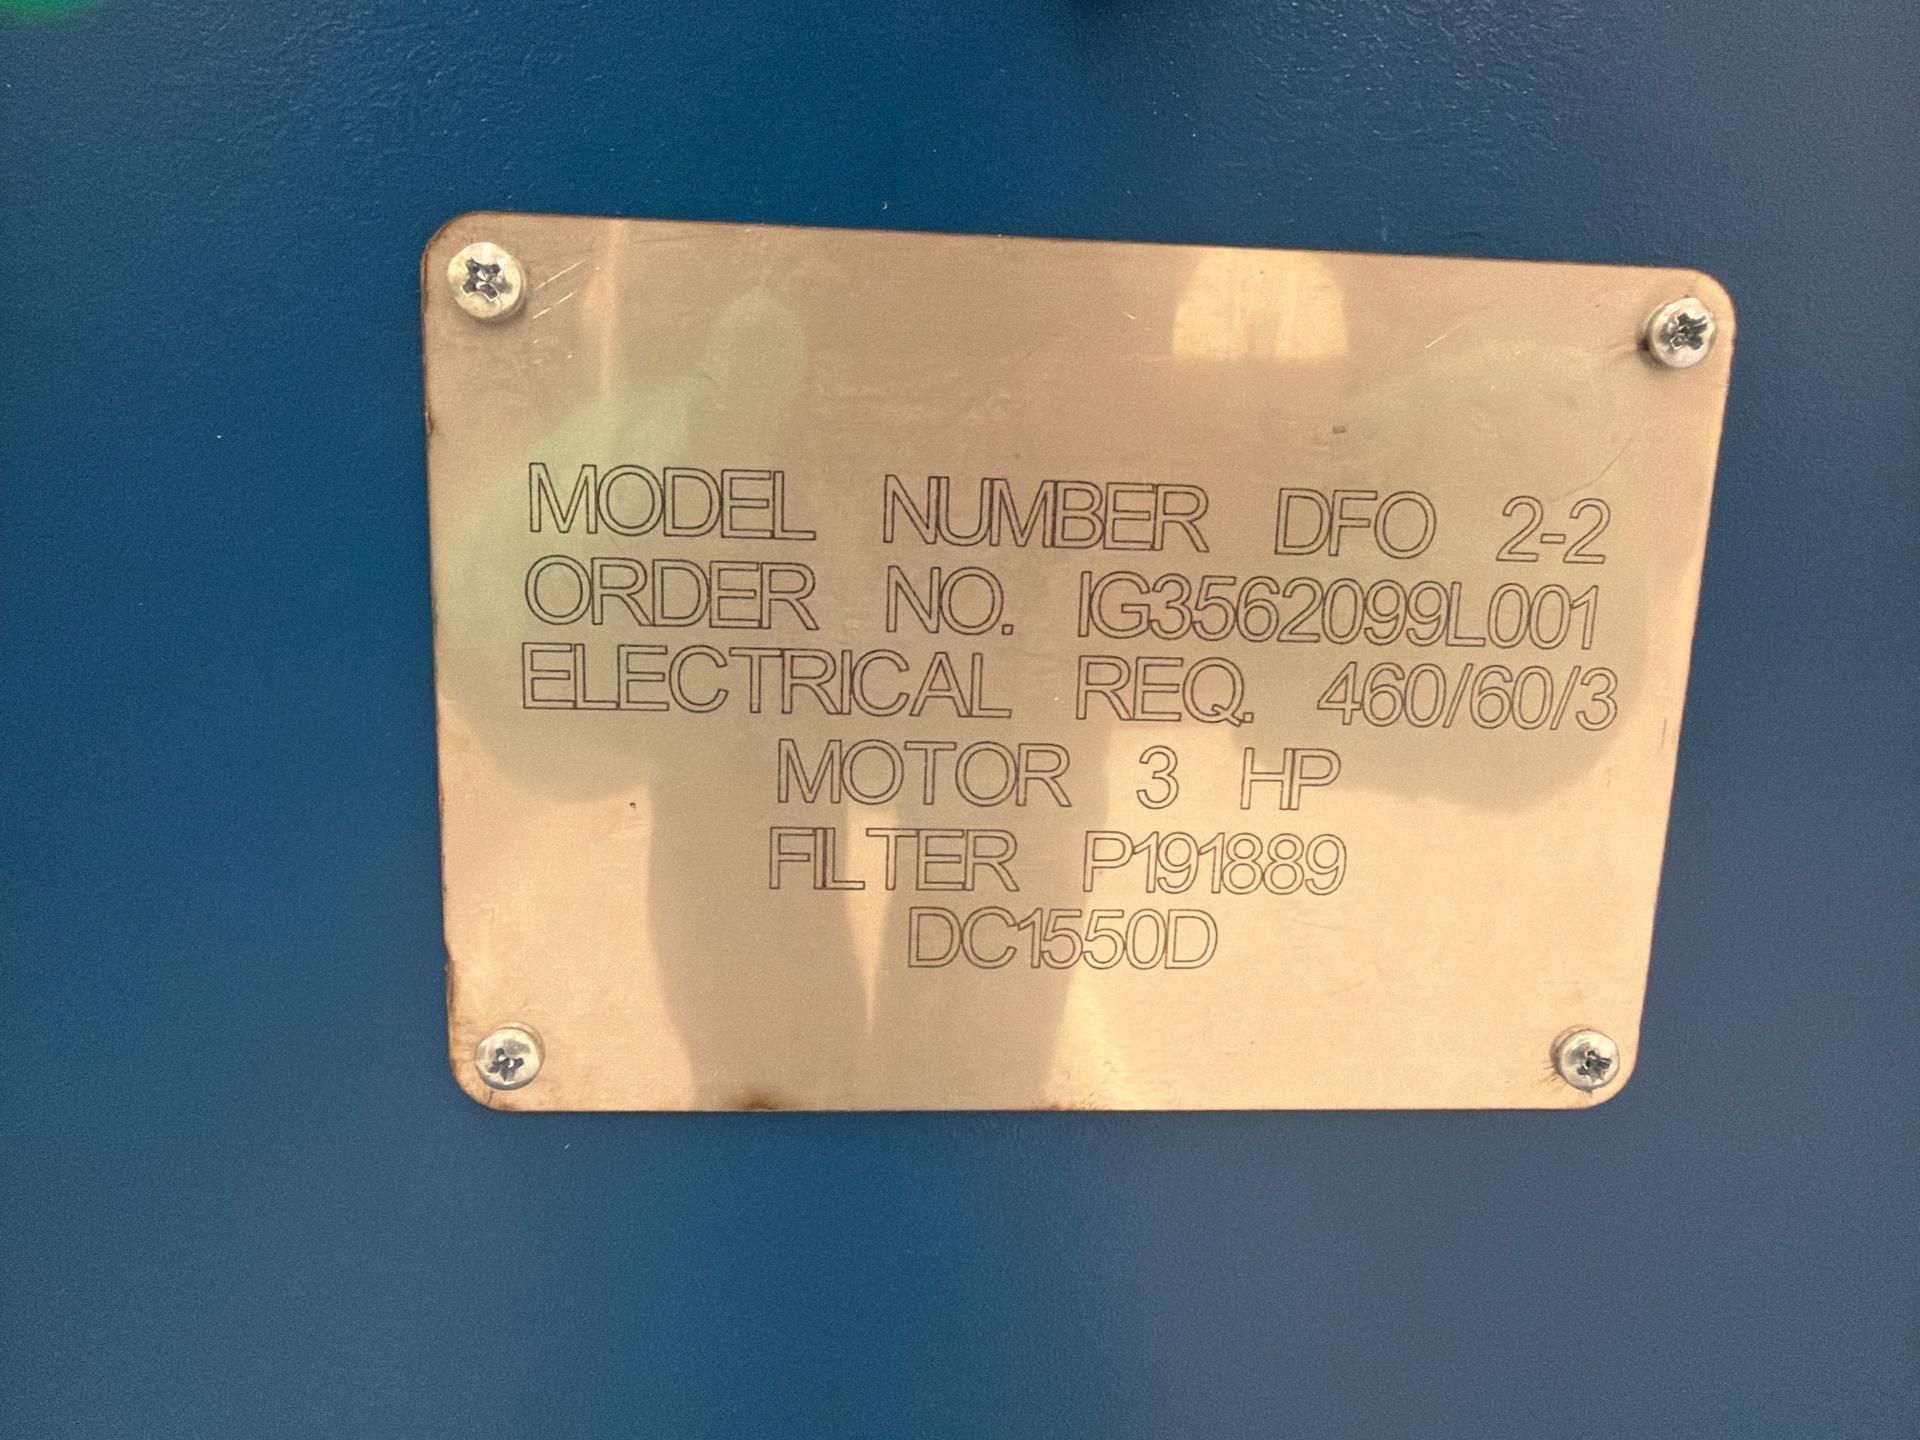 MODEL NUMBER DFO 2-2
ORDER NO. IG3562099L001
ELECTRICAL REQ. 460/60/3
MOTOR 3 HP
FILTER P191889
DC1550D